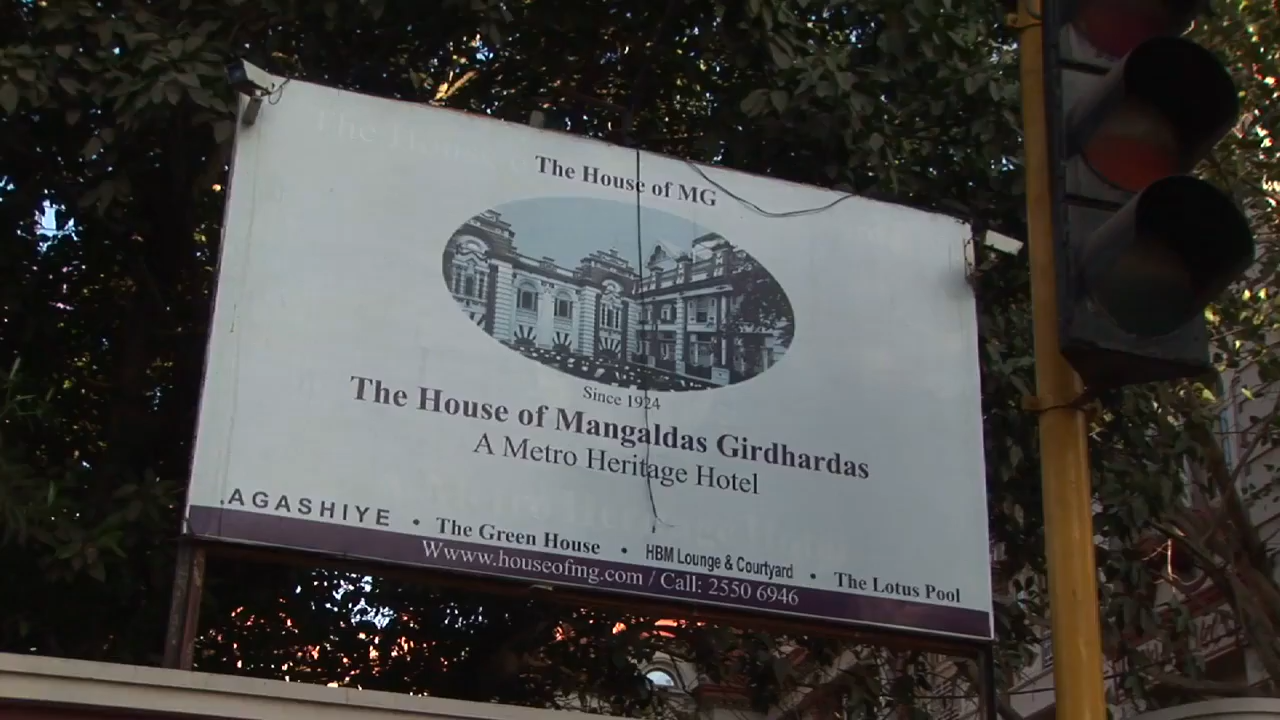 The House of MG
Since 1924
The House of Mangaldas Girdhardas
A Metro Heritage Hotel
.AGASHIYE • The Green House • HBM Lounge & Courtyard • The Lotus Pool
Wwww.houseofmg.com / Call: 2550 6946